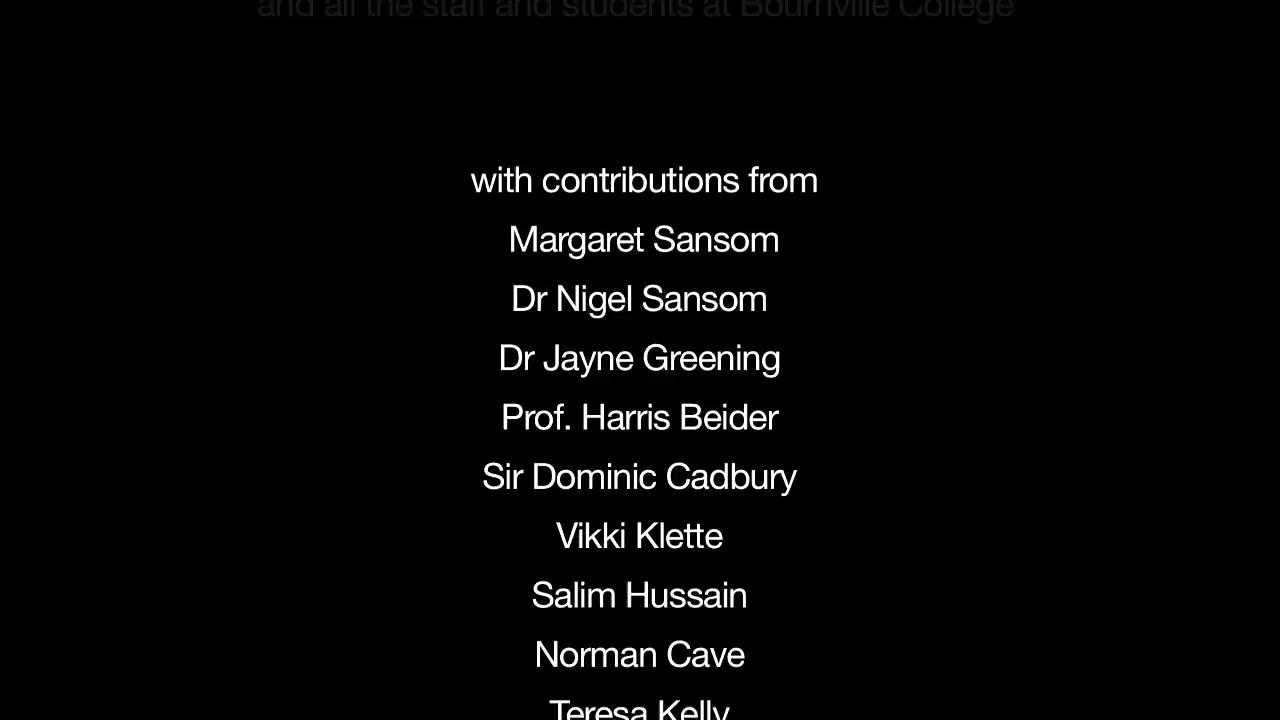 and all the staff and students at Bournville College
with contributions from
Margaret Sansom
Dr Nigel Sansom
Dr Jayne Greening
Prof. Harris Beider
Sir Dominic Cadbury
Vikki Klette
Salim Hussain
Norman Cave
Teresa Kelly